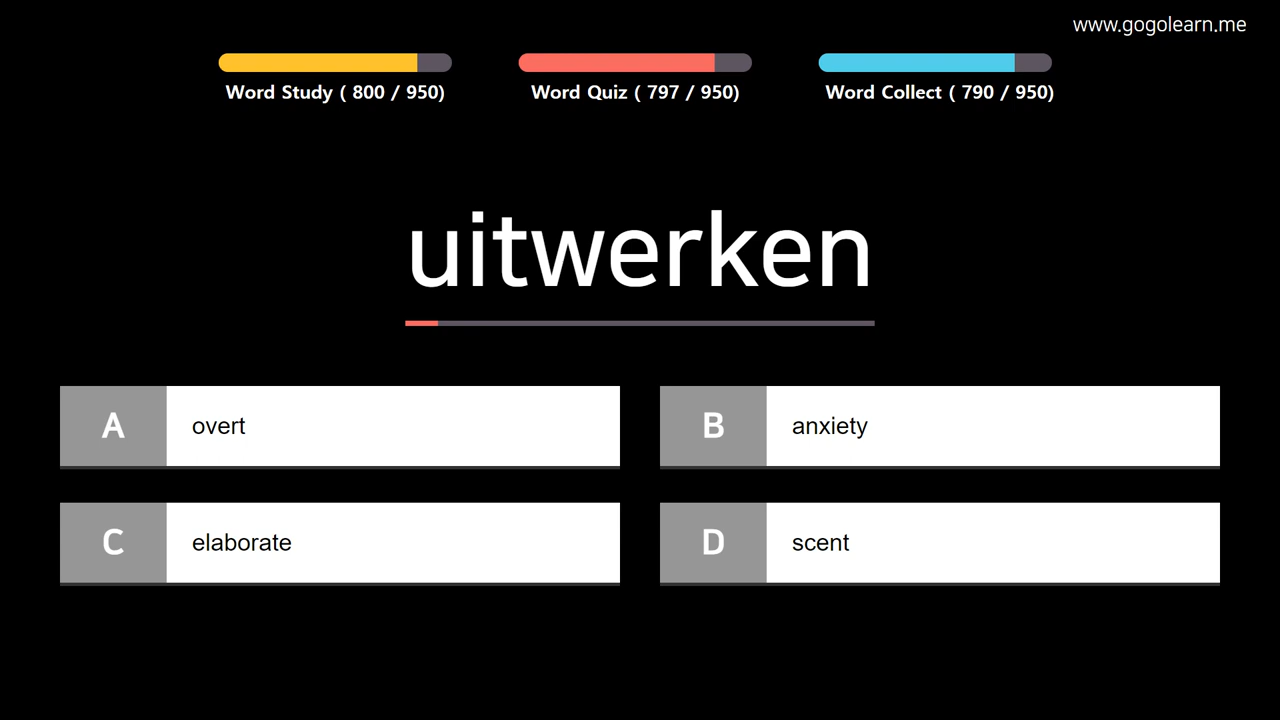 www.gogolearn.me
Word Study ( 800 / 950)
Word Quiz ( 797 / 950)
Word Collect ( 790 / 950)
uitwerken
A overt
B anxiety
C elaborate
D scent